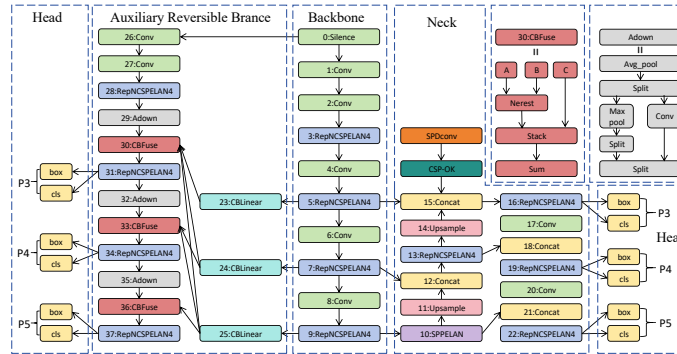 Head
Auxiliary Reversible Brance
Backbone
Neck
26:Conv
27:Conv
28:RepNCSPELAN4
29:Adown
30:CBFuse
31:RepNCSPELAN4
32:Adown
33:CBFuse
34:RepNCSPELAN4
35:Adown
36:CBFuse
37:RepNCSPELAN4
P3
box
cls
P4
box
cls
P5
box
cls
23:CBLinear
24:CBLinear
25:CBLinear
0:Silence
1:Conv
2:Conv
3:RepNCSPELAN4
4:Conv
5:RepNCSPELAN4
6:Conv
7:RepNCSPELAN4
8:Conv
9:RepNCSPELAN4
SPDconv
CSP-OK
15:Concat
14:Upsample
13:RepNCSPELAN4
12:Concat
11:Upsample
10:SPPELAN
16:RepNCSPELAN4
17:Conv
18:Concat
19:RepNCSPELAN4
20:Conv
21:Concat
22:RepNCSPELAN4
30:CBFuse
=
A
B
C
Nerest
Stack
Sum
Adown
=
Avg_pool
Split
Max
pool
Conv
Split
Split
box
cls
P3
Hea
box
cls
P4
box
cls
P5